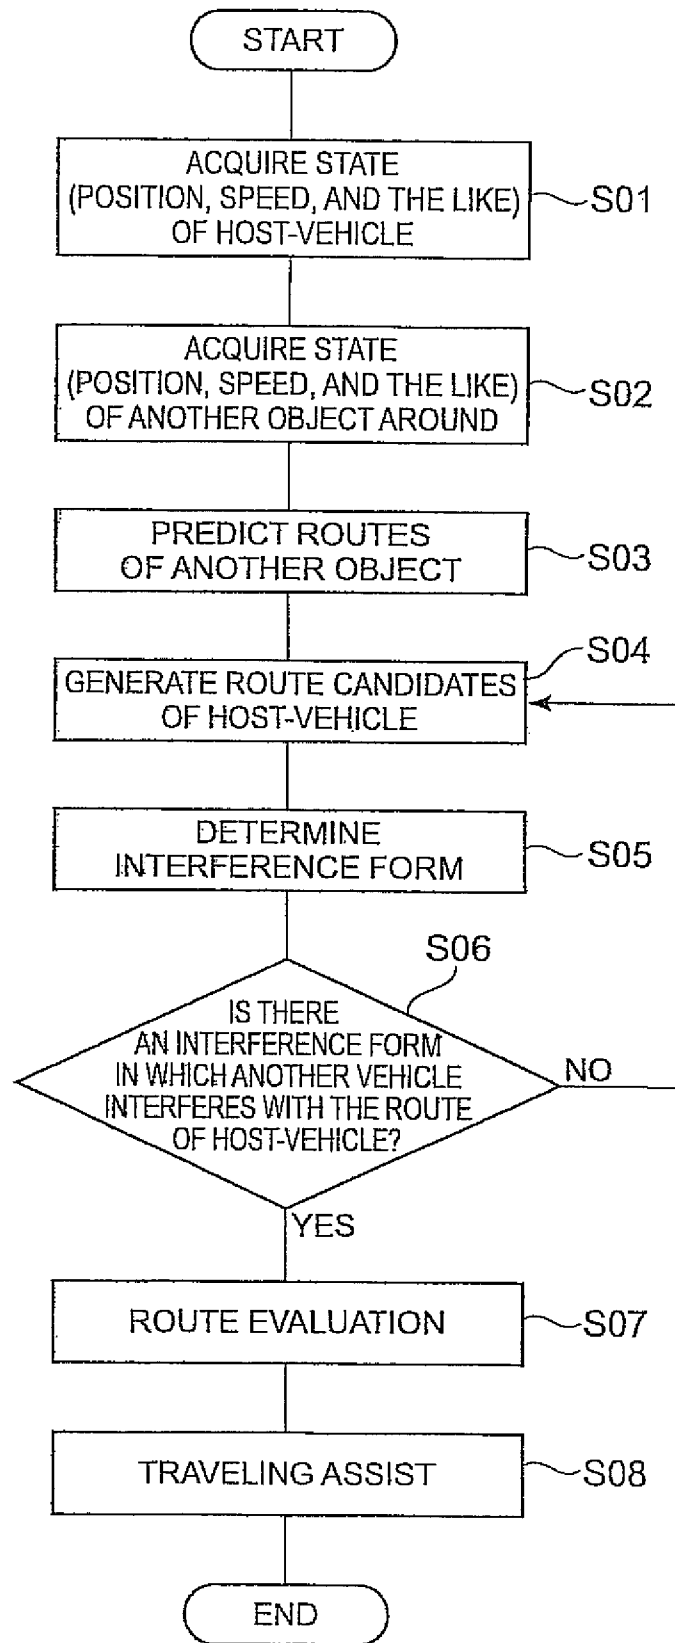 START
ACQUIRE STATE
(POSITION, SPEED, AND THE LIKE)
OF HOST-VEHICLE
S01
ACQUIRE STATE
(POSITION, SPEED, AND THE LIKE)
OF ANOTHER OBJECT AROUND
S02
PREDICT ROUTES
OF ANOTHER OBJECT
S03
S04
GENERATE ROUTE CANDIDATES
OF HOST-VEHICLE
DETERMINE
INTERFERENCE FORM
S05
S06
IS THERE
AN INTERFERENCE FORM
IN WHICH ANOTHER VEHICLE
INTERFERES WITH THE ROUTE
OF HOST-VEHICLE?
NO
YES
ROUTE EVALUATION
S07
TRAVELING ASSIST
S08
END